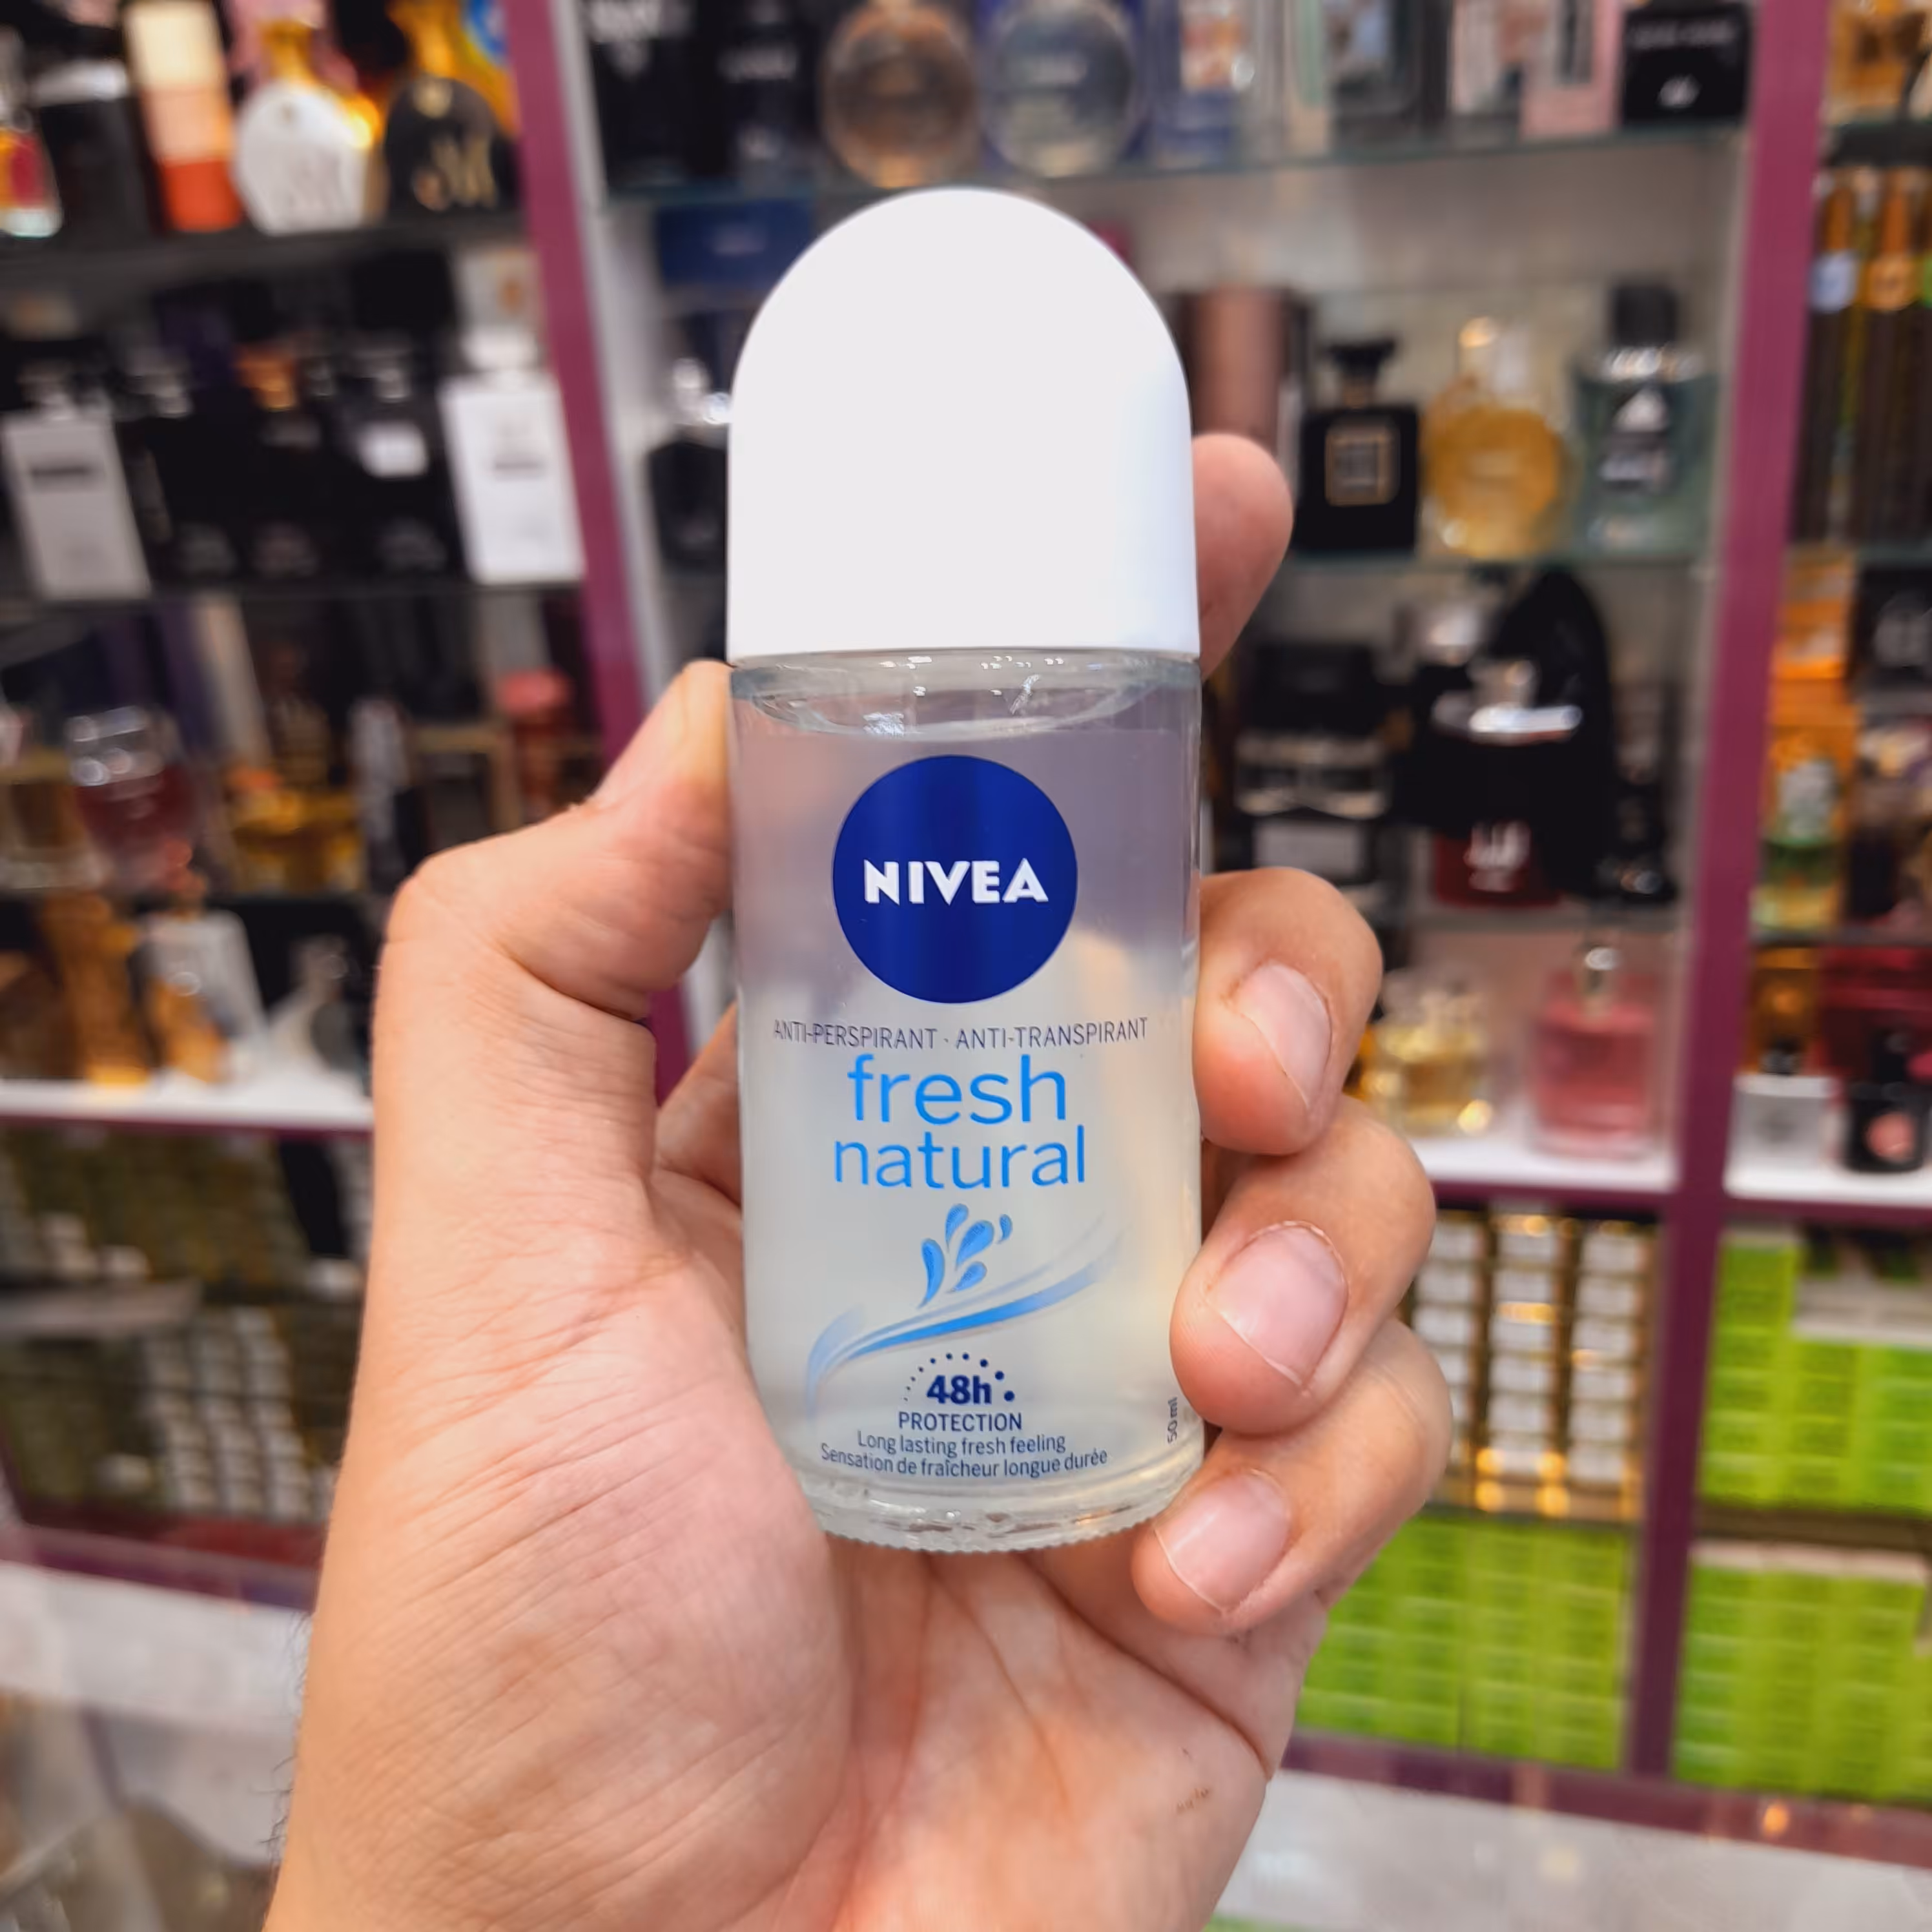 NIVEA
ANTI-PERSPIRANT · ANTI-TRANSPIRANT
fresh
natural
48h
PROTECTION
Long lasting fresh feeling
Sensation de fraîcheur longue durée
50 ml